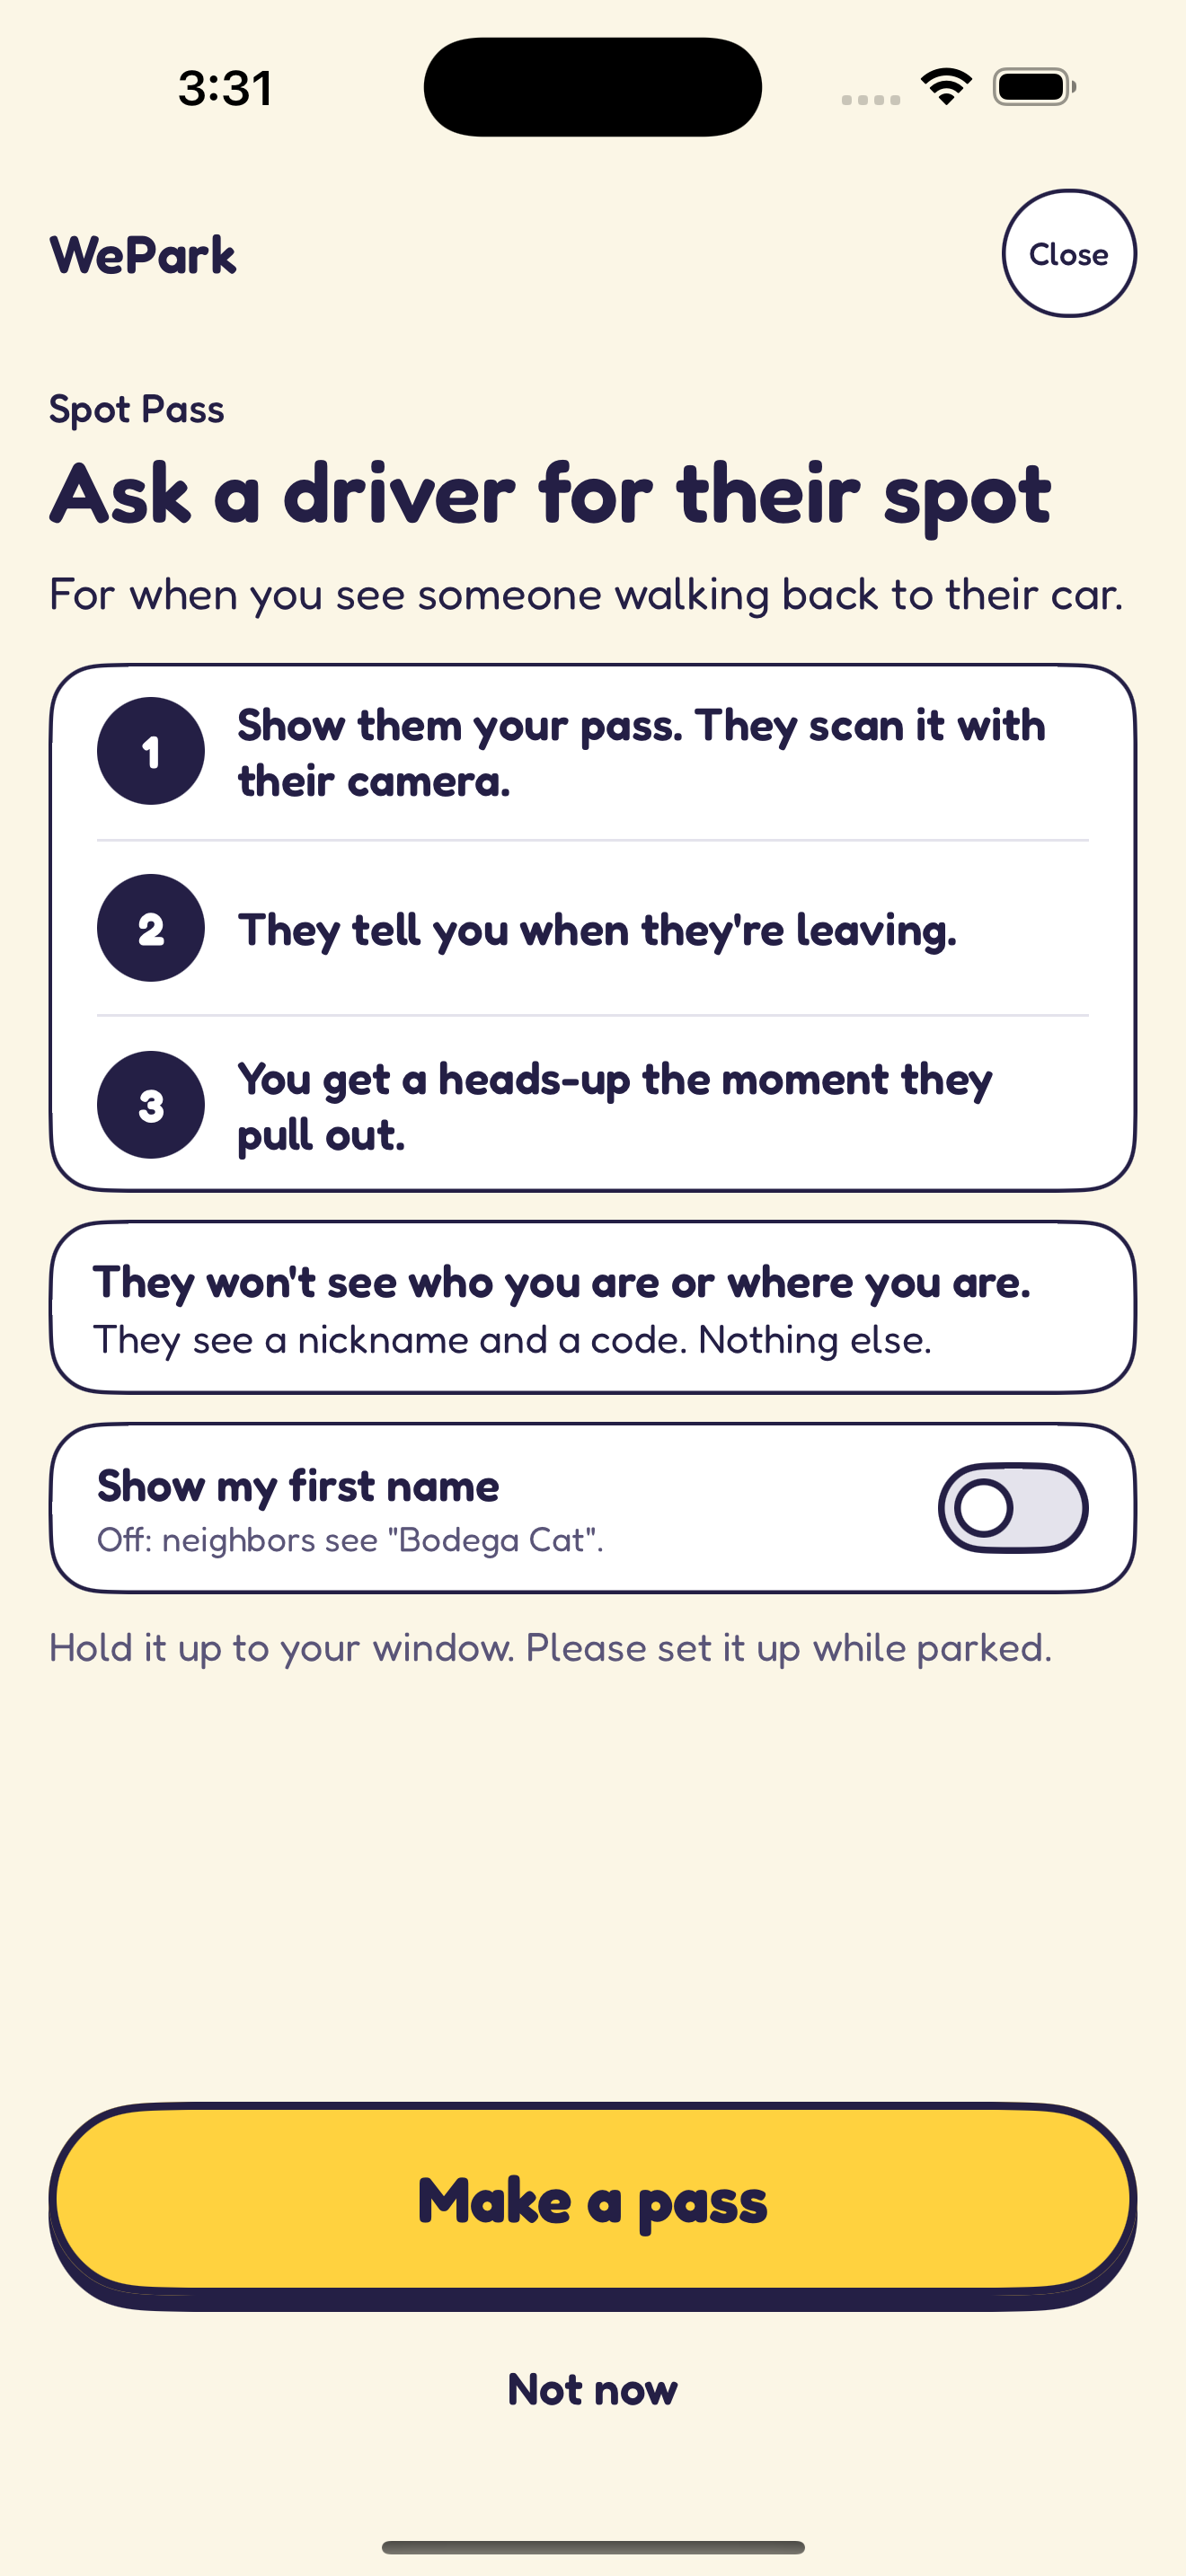 3:31
WePark
Close
Spot Pass
Ask a driver for their spot
For when you see someone walking back to their car.
1
Show them your pass. They scan it with
their camera.
2
They tell you when they're leaving.
3
You get a heads-up the moment they
pull out.
They won't see who you are or where you are.
They see a nickname and a code. Nothing else.
Show my first name
Off: neighbors see "Bodega Cat".
Hold it up to your window. Please set it up while parked.
Make a pass
Not now